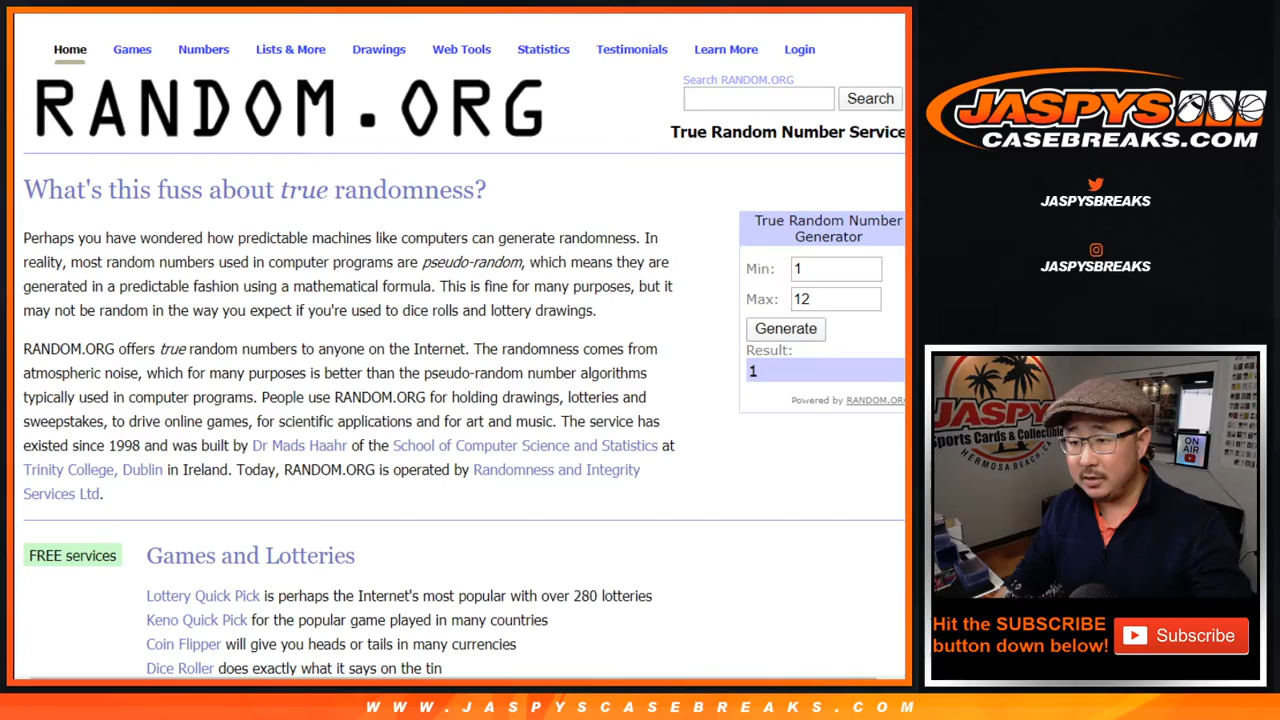 Home Games Numbers Lists & More Drawings Web Tools Statistics Testimonials Learn More Login
RANDOM.ORG
Search RANDOM.ORG
Search
True Random Number Service
What's this fuss about true randomness?
Perhaps you have wondered how predictable machines like computers can generate randomness. In
reality, most random numbers used in computer programs are pseudo-random, which means they are
generated in a predictable fashion using a mathematical formula. This is fine for many purposes, but it
may not be random in the way you expect if you're used to dice rolls and lottery drawings.
RANDOM.ORG offers true random numbers to anyone on the Internet. The randomness comes from
atmospheric noise, which for many purposes is better than the pseudo-random number algorithms
typically used in computer programs. People use RANDOM.ORG for holding drawings, lotteries and
sweepstakes, to drive online games, for scientific applications and for art and music. The service has
existed since 1998 and was built by Dr Mads Haahr of the School of Computer Science and Statistics at
Trinity College, Dublin in Ireland. Today, RANDOM.ORG is operated by Randomness and Integrity
Services Ltd.
True Random Number
Generator
Min: 1
Max: 12
Generate
Result:
1
Powered by RANDOM.ORG
FREE services
Games and Lotteries
Lottery Quick Pick is perhaps the Internet's most popular with over 280 lotteries
Keno Quick Pick for the popular game played in many countries
Coin Flipper will give you heads or tails in many currencies
Dice Roller does exactly what it says on the tin
JASPYS
CASEBREAKS.COM
JASPYSBREAKS
JASPYSBREAKS
JASPY
Sports Cards & Collectible
HERMOSA BEACH, C
ON
AIR
Hit the SUBSCRIBE
button down below!
Subscribe
WWW.JASPYSCASEBREAKS.COM